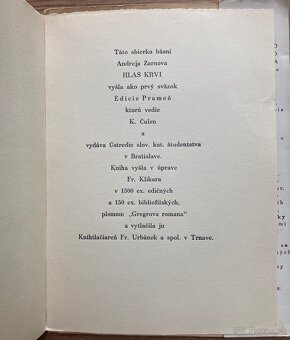 Táto sbierka básní
Andreja Žarnova
HLAS KRVI
vyšla ako prvý sväzok
Edície Prameň
ktorú vedie
K. Čulen
a
vydáva Ústredie slov. kat. študentstva
v Bratislave.
Kniha vyšla v úprave
Fr. Klikara
v 1500 ex. edičných
a 150 ex. bibliofilských,
písmom „Gregrova romana"
a vytlačila ju
Knihtlačiareň Fr. Urbánek a spol. v Trnave.